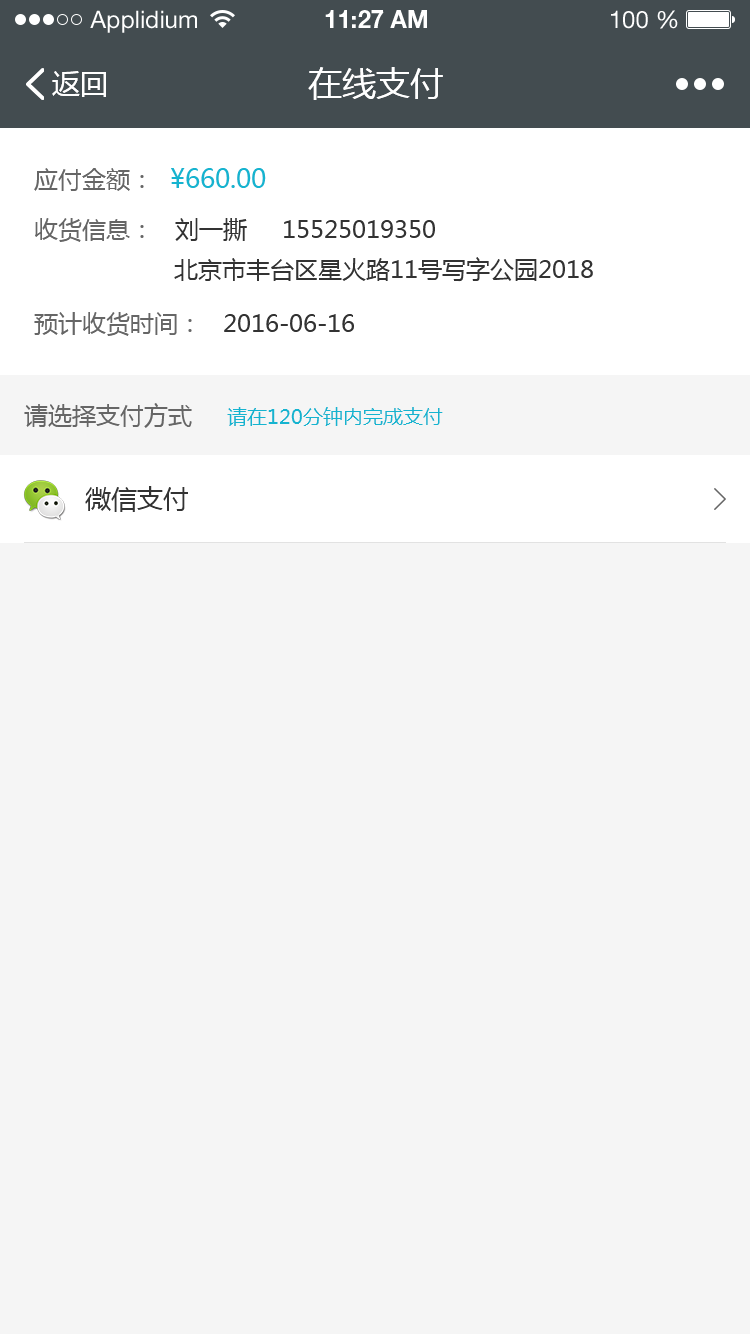 Applidium 11:27 AM 100 %
返回 在线支付
应付金额： ¥660.00
收货信息： 刘一撕 15525019350
北京市丰台区星火路11号写字公园2018
预计收货时间： 2016-06-16
请选择支付方式 请在120分钟内完成支付
微信支付